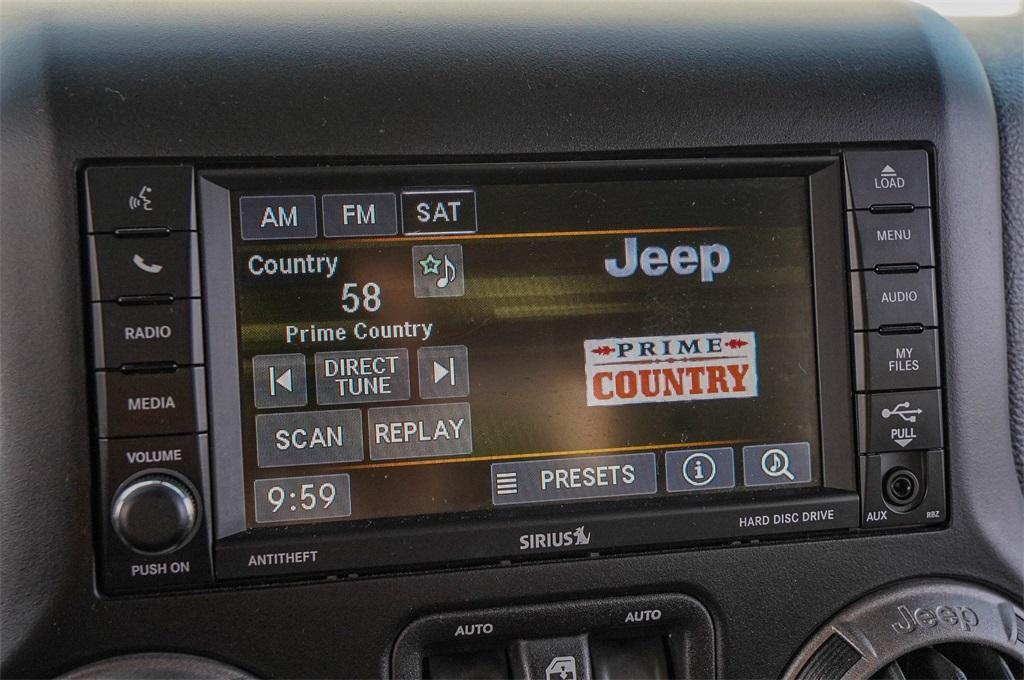 AM FM SAT
Country
58
Prime Country
DIRECT
TUNE
SCAN REPLAY
9:59
Jeep
PRIME
COUNTRY
PRESETS i
RADIO
MEDIA
VOLUME
PUSH ON
LOAD
MENU
AUDIO
MY
FILES
PULL
AUX RBZ
ANTITHEFT SIRIUS HARD DISC DRIVE
AUTO AUTO
Jeep